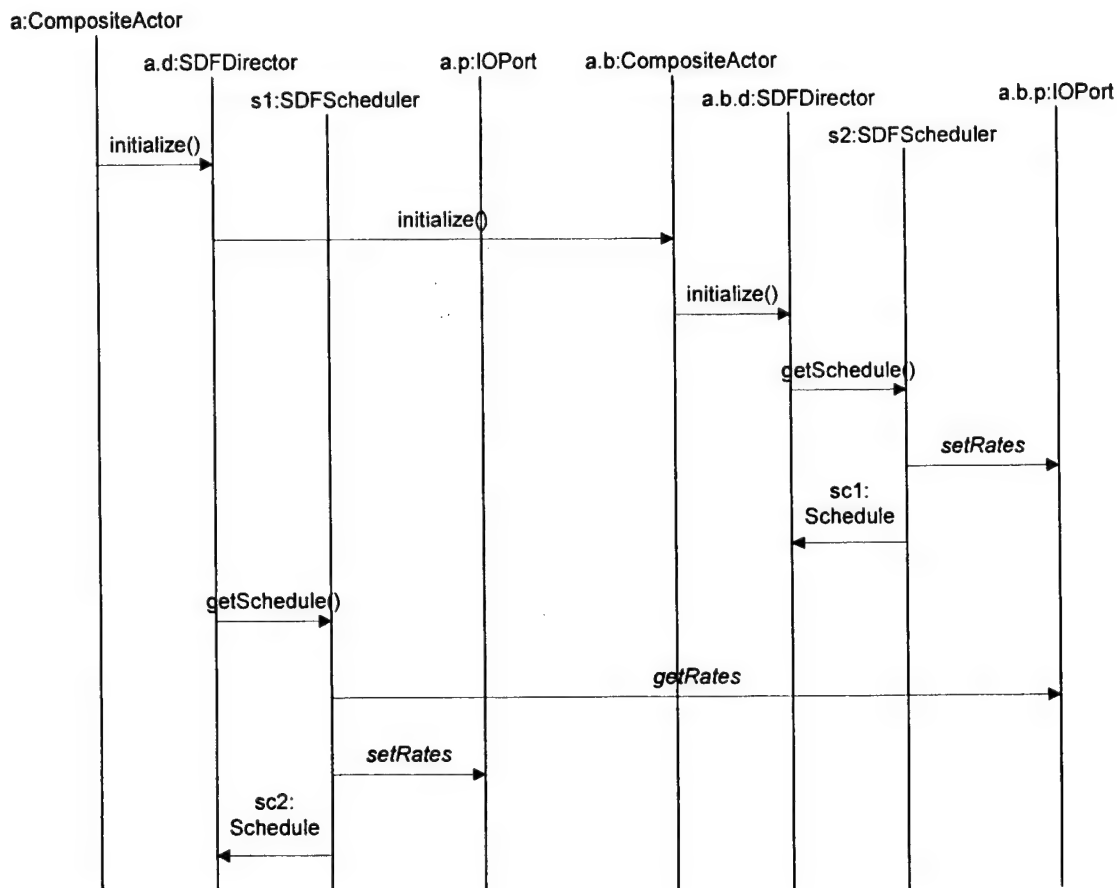 a:CompositeActor
a.d:SDFDirector
a.p:IOPort
a.b:CompositeActor
s1:SDFScheduler
a.b.d:SDFDirector
a.b.p:IOPort
s2:SDFScheduler
initialize()
initialize()
initialize()
getSchedule()
setRates
sc1:
Schedule
getSchedule()
getRates
setRates
sc2:
Schedule